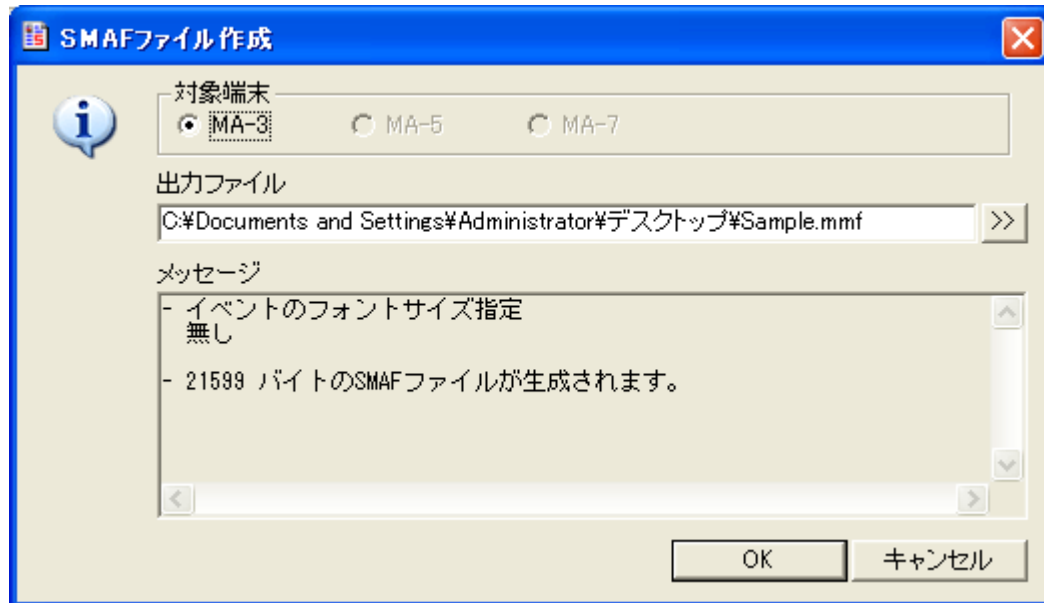 SMAFファイル作成
対象端末
MA-3 MA-5 MA-7
出力ファイル
C:¥Documents and Settings¥Administrator¥デスクトップ¥Sample.mmf >>
メッセージ
- イベントのフォントサイズ指定
無し
- 21599 バイトのSMAFファイルが生成されます。
OK キャンセル